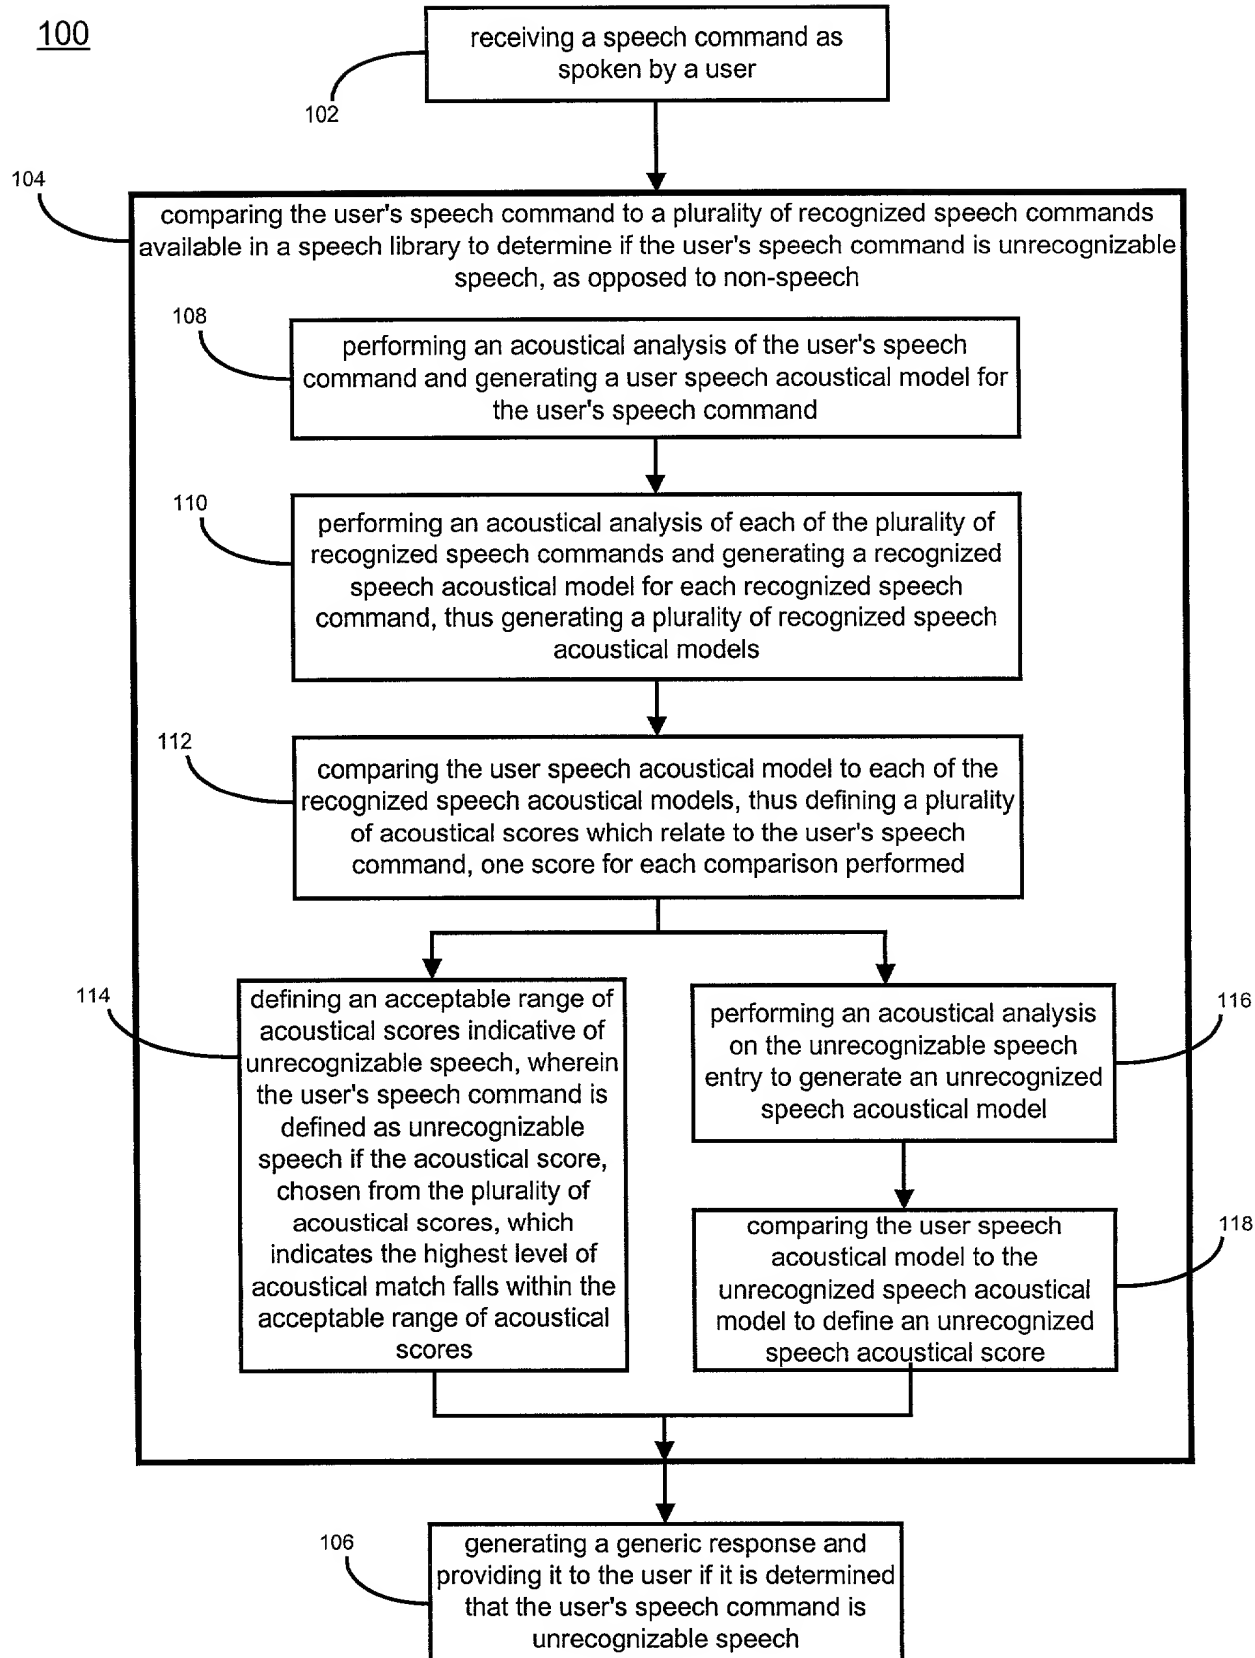 100
receiving a speech command as
spoken by a user
102
104
comparing the user's speech command to a plurality of recognized speech commands
available in a speech library to determine if the user's speech command is unrecognizable
speech, as opposed to non-speech
108
performing an acoustical analysis of the user's speech
command and generating a user speech acoustical model for
the user's speech command
110
performing an acoustical analysis of each of the plurality of
recognized speech commands and generating a recognized
speech acoustical model for each recognized speech
command, thus generating a plurality of recognized speech
acoustical models
112
comparing the user speech acoustical model to each of the
recognized speech acoustical models, thus defining a plurality
of acoustical scores which relate to the user's speech
command, one score for each comparison performed
114
defining an acceptable range of
acoustical scores indicative of
unrecognizable speech, wherein
the user's speech command is
defined as unrecognizable
speech if the acoustical score,
chosen from the plurality of
acoustical scores, which
indicates the highest level of
acoustical match falls within the
acceptable range of acoustical
scores
116
performing an acoustical analysis
on the unrecognizable speech
entry to generate an unrecognized
speech acoustical model
118
comparing the user speech
acoustical model to the
unrecognized speech acoustical
model to define an unrecognized
speech acoustical score
106
generating a generic response and
providing it to the user if it is determined
that the user's speech command is
unrecognizable speech